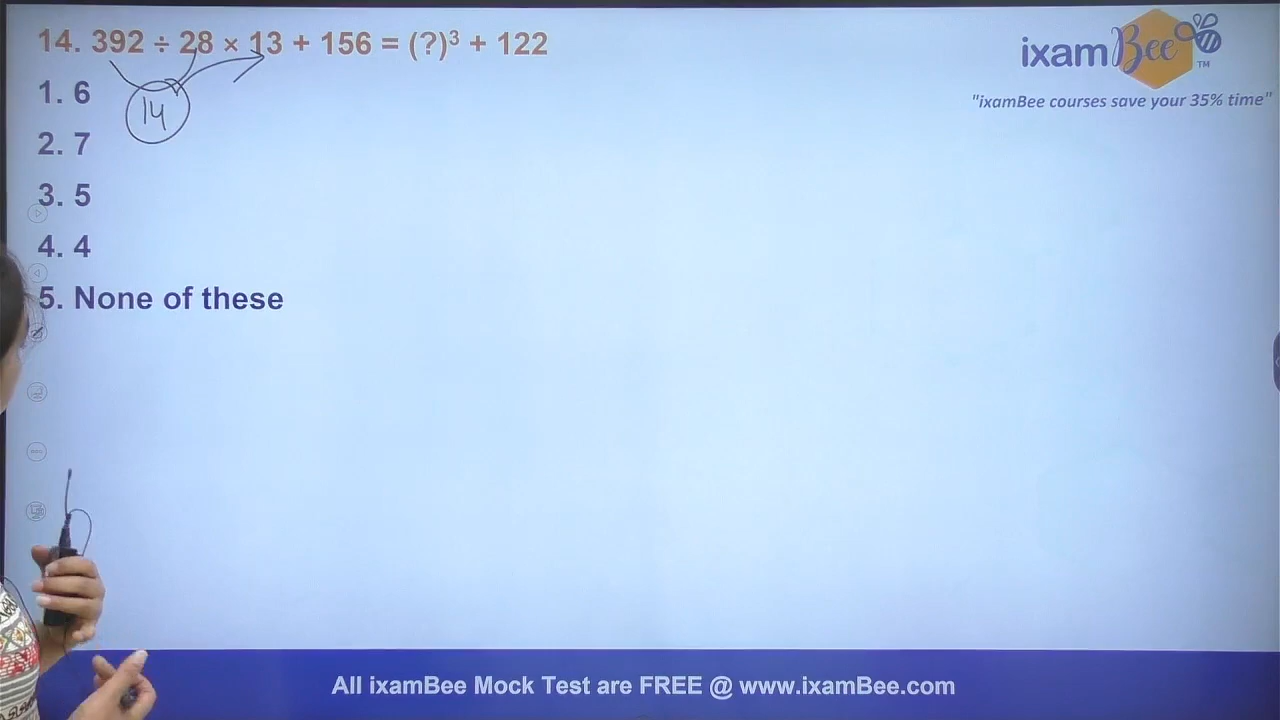 14. 392 ÷ 28 × 13 + 156 = (?)³ + 122
14
1. 6
2. 7
3. 5
4. 4
5. None of these
ixamBee TM
"ixamBee courses save your 35% time"
All ixamBee Mock Test are FREE @ www.ixamBee.com